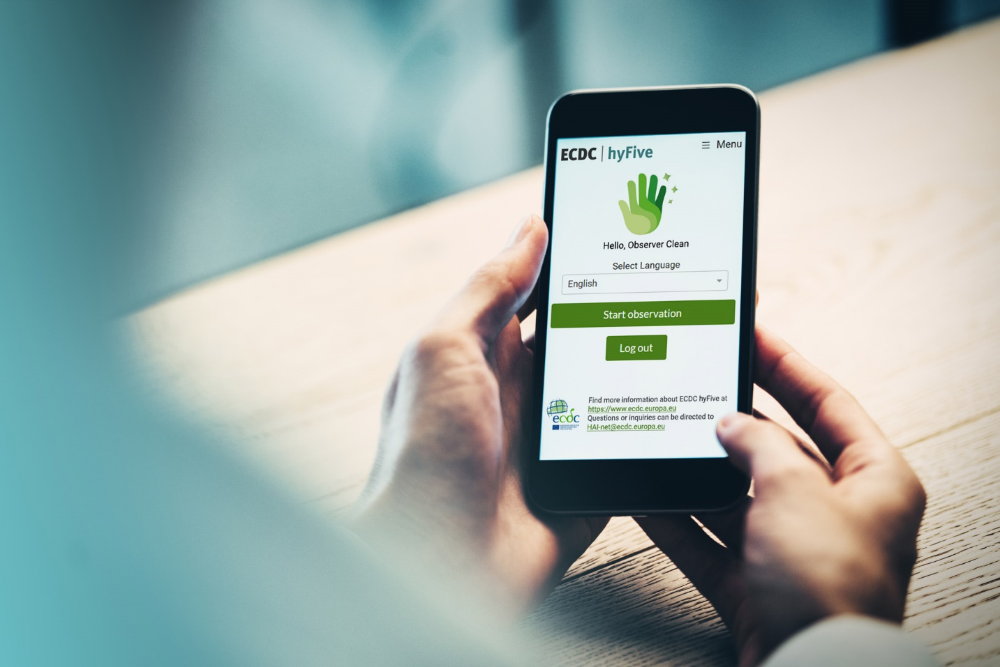 ECDC | hyFive
☰ Menu
Hello, Observer Clean
Select Language
English
Start observation
Log out
Find more information about ECDC hyFive at
https://www.ecdc.europa.eu
Questions or inquiries can be directed to
HAI-net@ecdc.europa.eu
ecdc